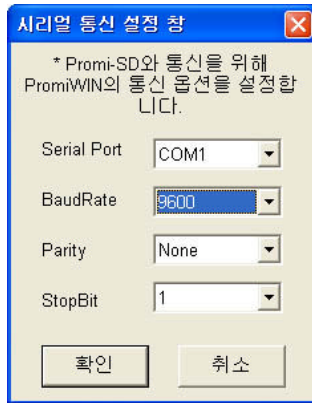 시리얼 통신 설정 창
* Promi-SD와 통신을 위해
PromiWIN의 통신 옵션을 설정합
니다.
Serial Port COM1
BaudRate 9600
Parity None
StopBit 1
확인 취소